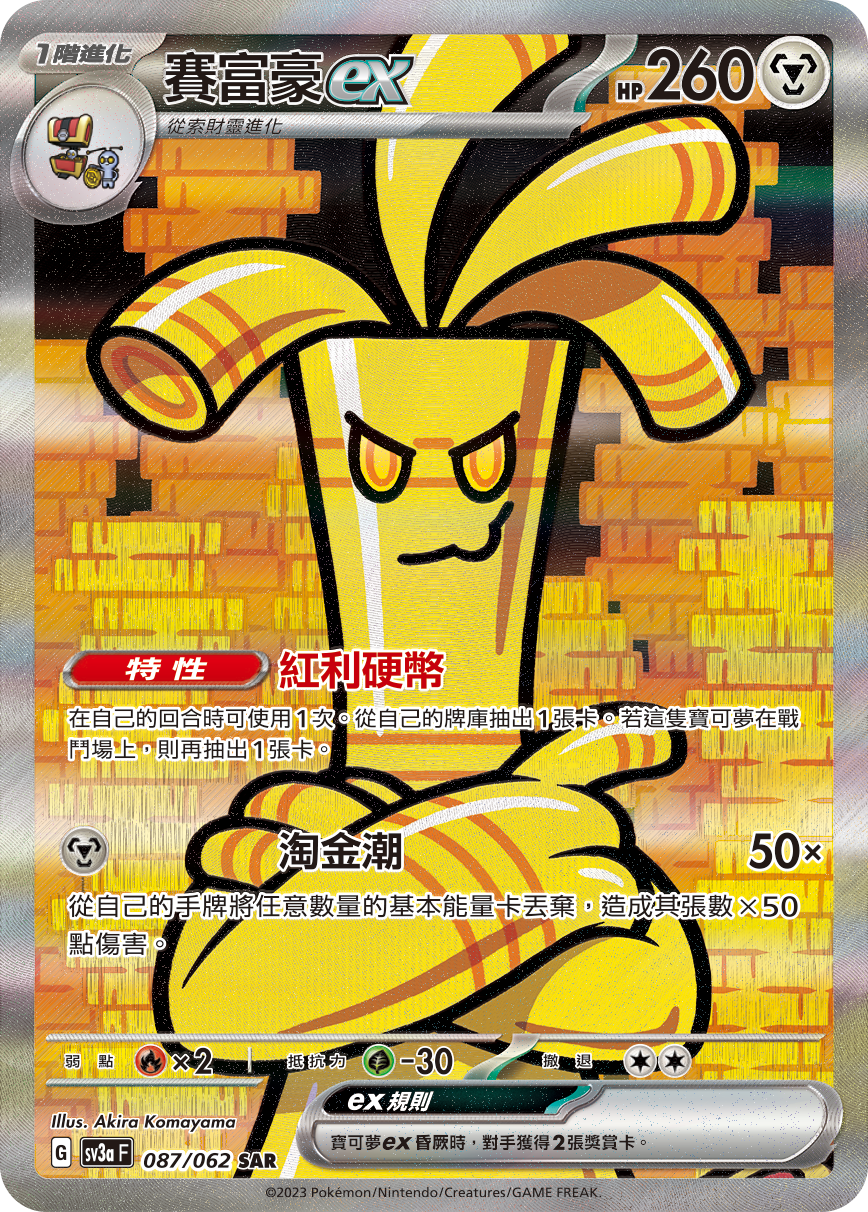 1階進化
賽富豪ex
HP 260
從索財靈進化
特性 紅利硬幣
在自己的回合時可使用1次。從自己的牌庫抽出1張卡。若這隻寶可夢在戰
鬥場上,則再抽出1張卡。
淘金潮 50×
從自己的手牌將任意數量的基本能量卡丟棄,造成其張數×50
點傷害。
弱點 ×2 抵抗力 -30 撤退
ex規則
寶可夢ex昏厥時,對手獲得2張獎賞卡。
Illus. Akira Komayama
G sv3a F 087/062 SAR
©2023 Pokémon/Nintendo/Creatures/GAME FREAK.